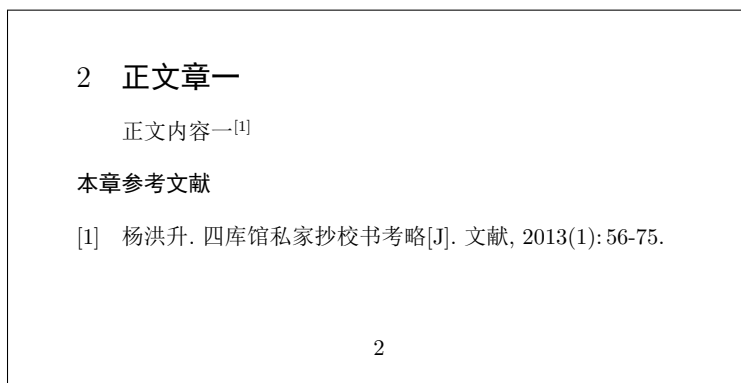 2 正文章一
正文内容一[1]
本章参考文献
[1] 杨洪升. 四库馆私家抄校书考略[J]. 文献, 2013(1): 56-75.
2